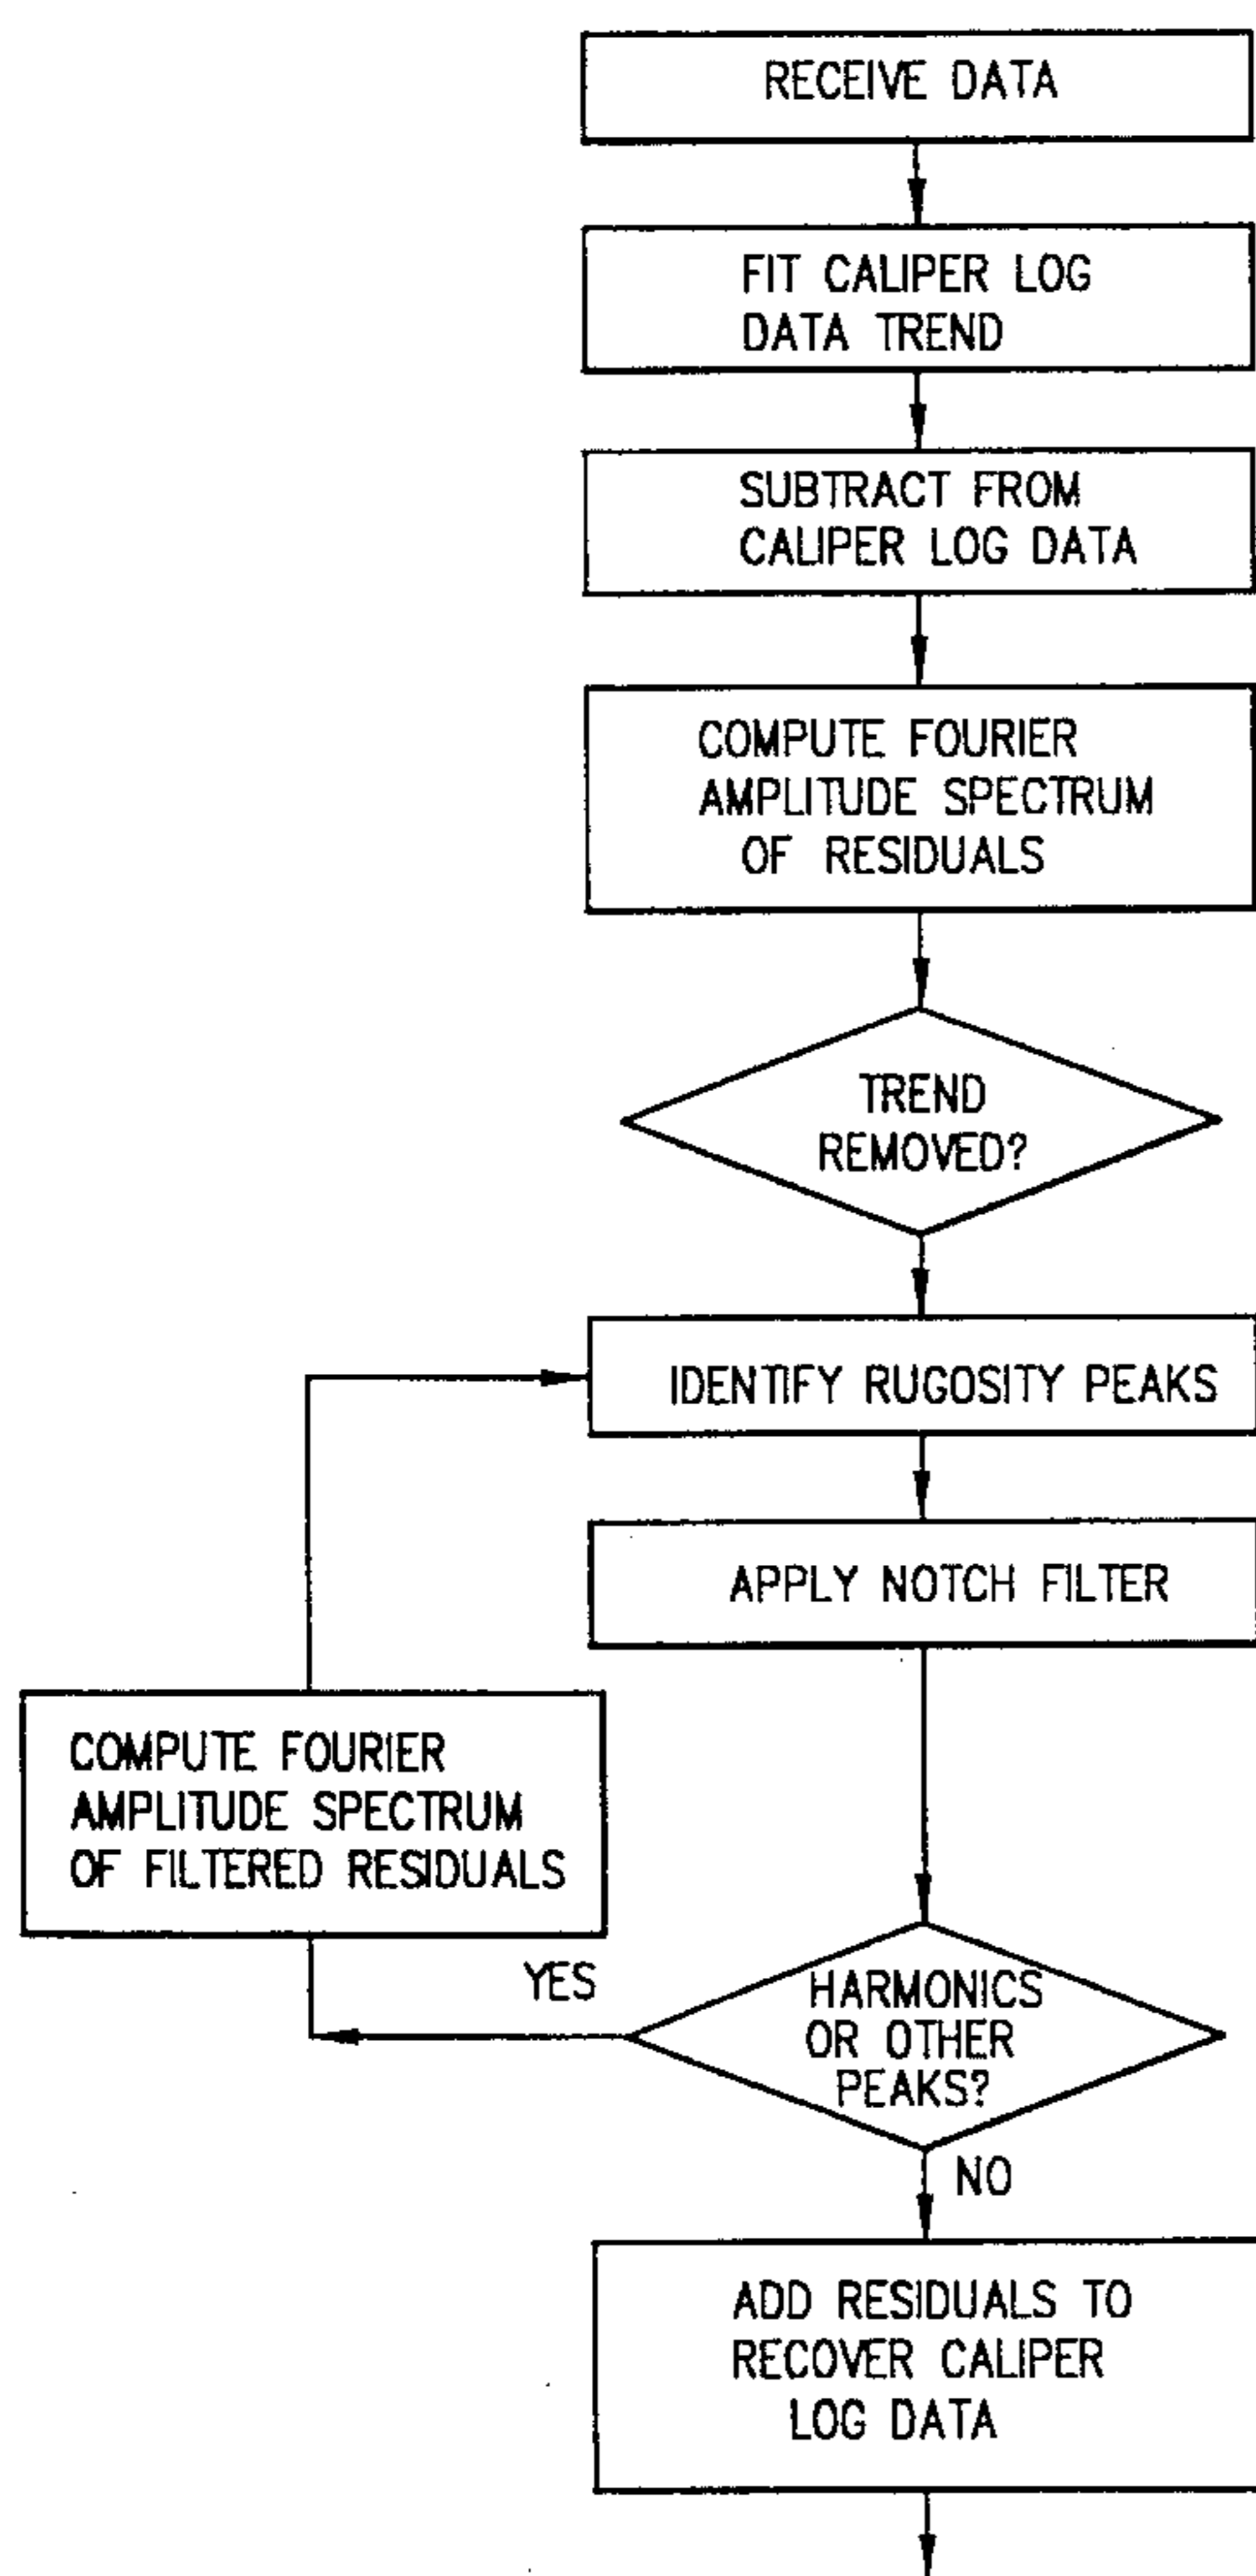 RECEIVE DATA
FIT CALIPER LOG
DATA TREND
SUBTRACT FROM
CALIPER LOG DATA
COMPUTE FOURIER
AMPLITUDE SPECTRUM
OF RESIDUALS
TREND
REMOVED?
IDENTIFY RUGOSITY PEAKS
APPLY NOTCH FILTER
COMPUTE FOURIER
AMPLITUDE SPECTRUM
OF FILTERED RESIDUALS
YES
HARMONICS
OR OTHER
PEAKS?
NO
ADD RESIDUALS TO
RECOVER CALIPER
LOG DATA